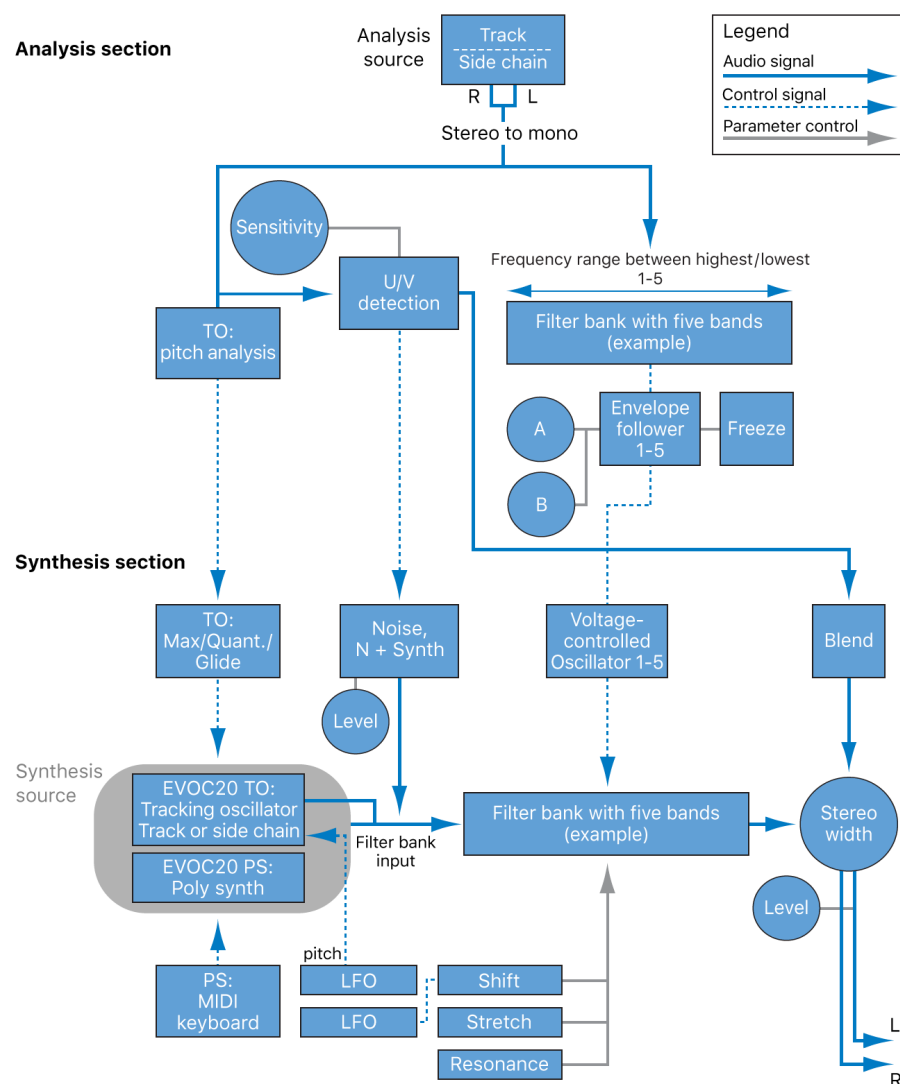 Analysis section
Analysis
source
Track
Side chain
R
L
Stereo to mono
Legend
Audio signal
Control signal
Parameter control
Sensitivity
U/V
detection
TO:
pitch analysis
Frequency range between highest/lowest
1-5
Filter bank with five bands
(example)
A
B
Envelope
follower
1-5
Freeze
Synthesis section
TO:
Max/Quant./
Glide
Noise,
N + Synth
Level
Voltage-
controlled
Oscillator 1-5
Blend
Synthesis
source
EVOC20 TO:
Tracking oscillator
Track or side chain
EVOC20 PS:
Poly synth
Filter bank
input
Filter bank with five bands
(example)
Stereo
width
Level
PS:
MIDI
keyboard
pitch
LFO
LFO
Shift
Stretch
Resonance
L
R